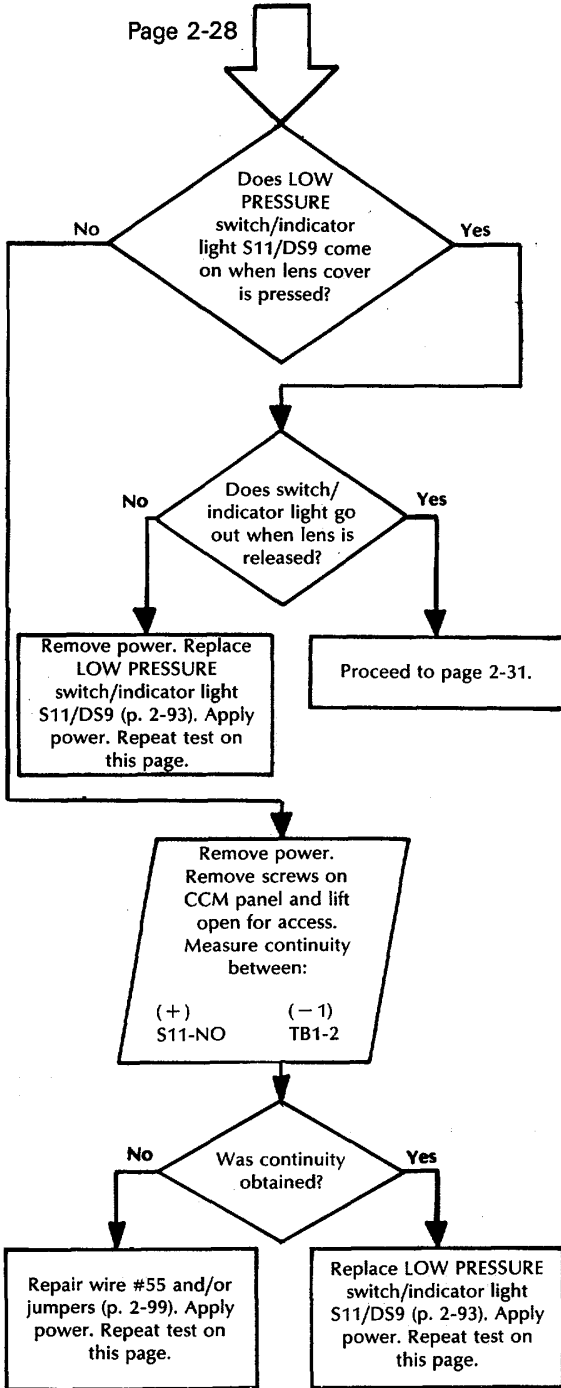 Page 2-28
Does LOW
PRESSURE
switch/indicator
light S11/DS9 come
on when lens cover
is pressed?
No
Yes
Does switch/
indicator light go
out when lens is
released?
No
Yes
Remove power. Replace
LOW PRESSURE
switch/indicator light
S11/DS9 (p. 2-93). Apply
power. Repeat test on
this page.
Proceed to page 2-31.
Remove power.
Remove screws on
CCM panel and lift
open for access.
Measure continuity
between:
(+) (−1)
S11-NO TB1-2
Was continuity
obtained?
No
Yes
Repair wire #55 and/or
jumpers (p. 2-99). Apply
power. Repeat test on
this page.
Replace LOW PRESSURE
switch/indicator light
S11/DS9 (p. 2-93). Apply
power. Repeat test on
this page.